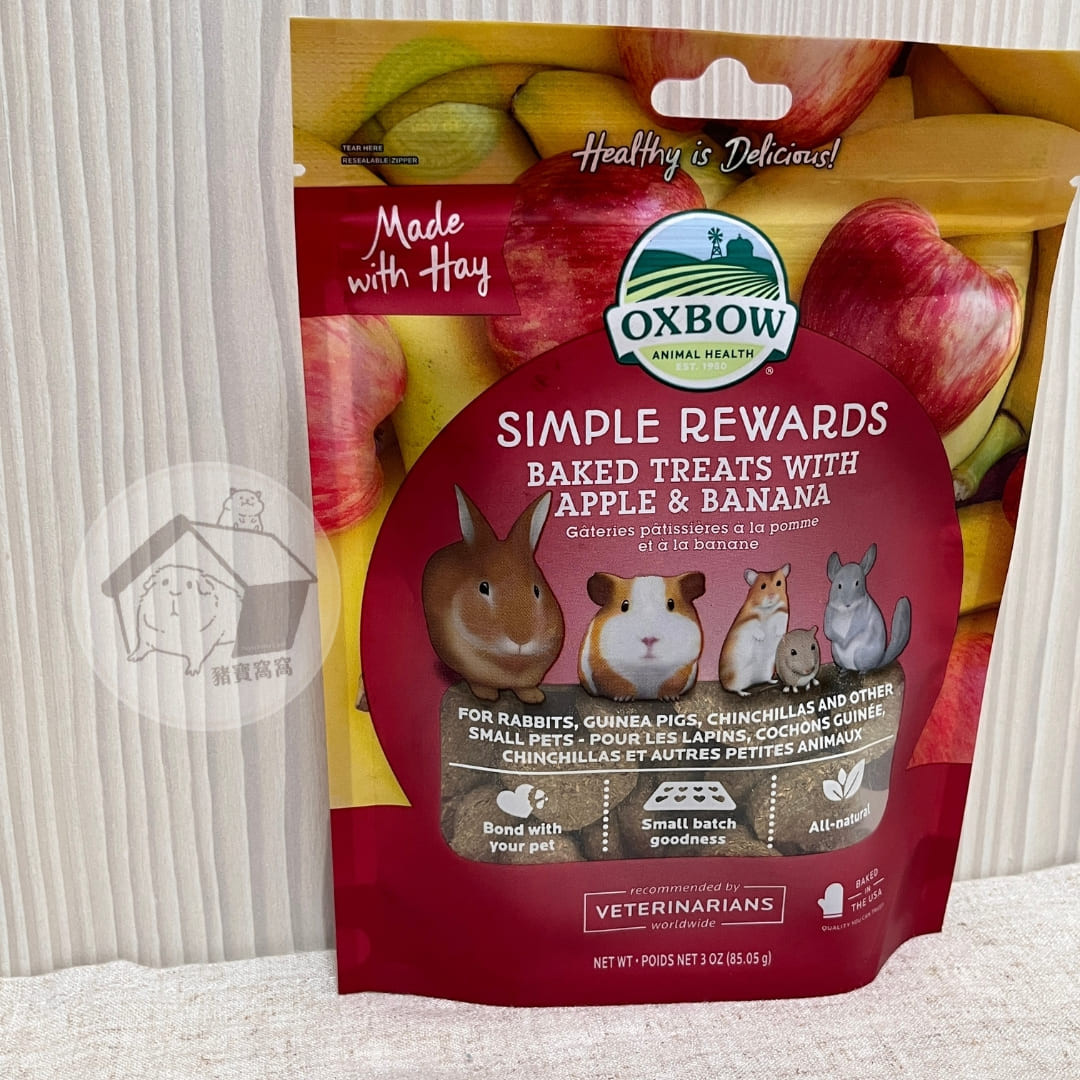 TEAR HERE
RESEALABLE ZIPPER
Healthy is Delicious!
Made
with Hay
OXBOW
ANIMAL HEALTH
EST. 1980
®
SIMPLE REWARDS
BAKED TREATS WITH
APPLE & BANANA
Gâteries pâtissières à la pomme
et à la banane
豬寶窩窩
FOR RABBITS, GUINEA PIGS, CHINCHILLAS AND OTHER
SMALL PETS - POUR LES LAPINS, COCHONS GUINÉE,
CHINCHILLAS ET AUTRES PETITES ANIMAUX
Bond with
your pet
Small batch
goodness
All-natural
recommended by
VETERINARIANS
worldwide
BAKED
IN
THE USA
QUALITY YOU CAN TRUST
NET WT • POIDS NET 3 OZ (85.05 g)